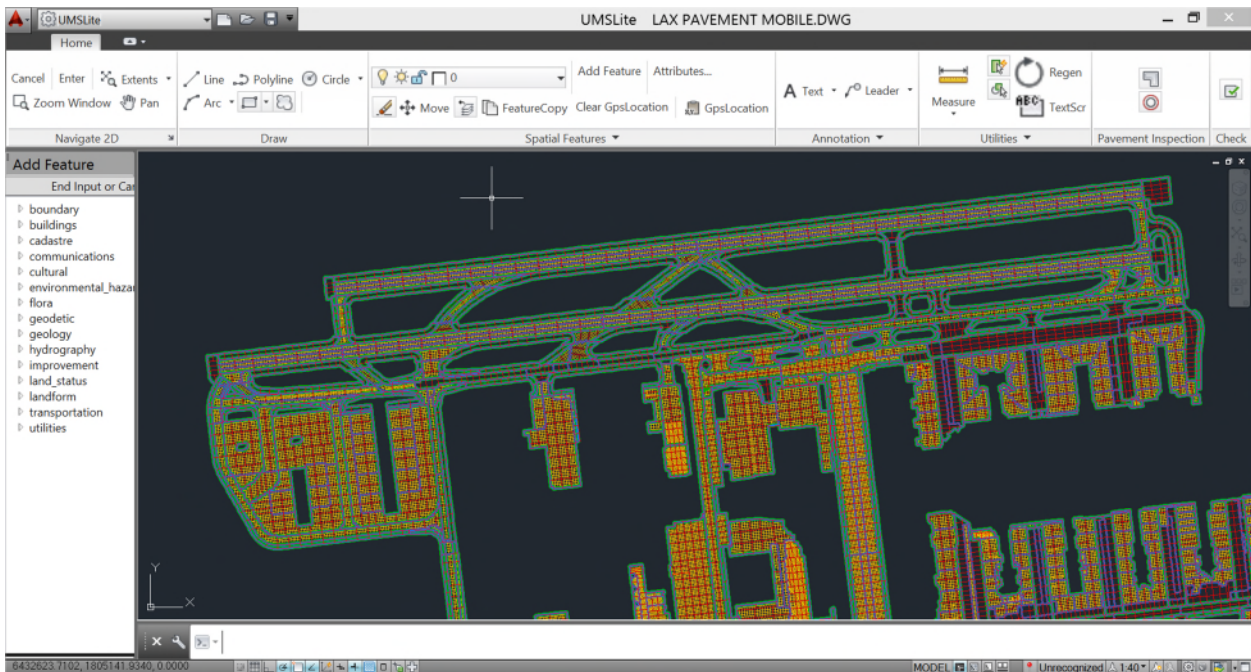 UMSLite
UMSLite LAX PAVEMENT MOBILE.DWG
Home
Cancel Enter Extents Line Polyline Circle 0 Add Feature Attributes...
Zoom Window Pan Arc Move FeatureCopy Clear GpsLocation GpsLocation
A Text Leader Measure Regen
ABC TextScr
Navigate 2D Draw Spatial Features Annotation Utilities Pavement Inspection Check
Add Feature
End Input or Ca
boundary
buildings
cadastre
communications
cultural
environmental_haza
flora
geodetic
geology
hydrography
improvement
land_status
landform
transportation
utilities
Y
X
6432623.7102, 1805141.9340, 0.0000 MODEL Unrecognized 1:40